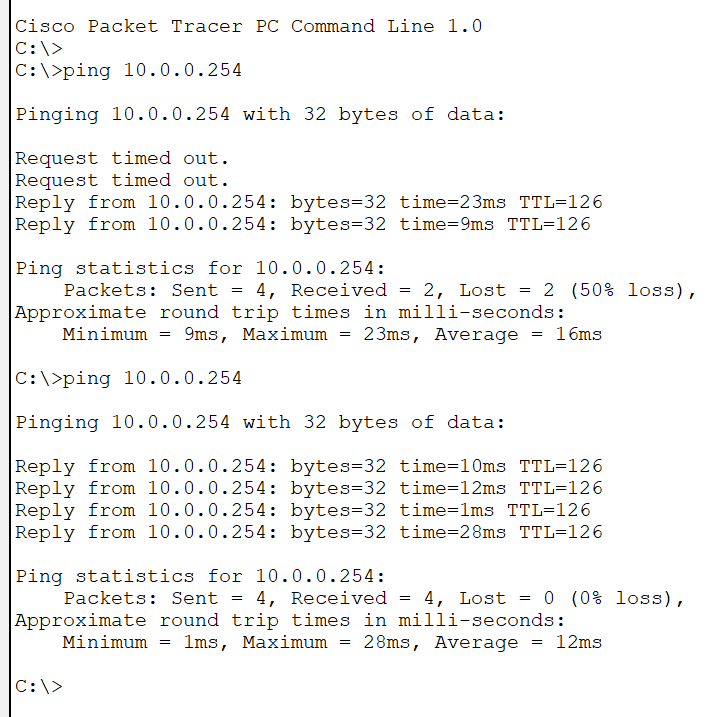 Cisco Packet Tracer PC Command Line 1.0
C:\>
C:\>ping 10.0.0.254
Pinging 10.0.0.254 with 32 bytes of data:
Request timed out.
Request timed out.
Reply from 10.0.0.254: bytes=32 time=23ms TTL=126
Reply from 10.0.0.254: bytes=32 time=9ms TTL=126
Ping statistics for 10.0.0.254:
    Packets: Sent = 4, Received = 2, Lost = 2 (50% loss),
Approximate round trip times in milli-seconds:
    Minimum = 9ms, Maximum = 23ms, Average = 16ms
C:\>ping 10.0.0.254
Pinging 10.0.0.254 with 32 bytes of data:
Reply from 10.0.0.254: bytes=32 time=10ms TTL=126
Reply from 10.0.0.254: bytes=32 time=12ms TTL=126
Reply from 10.0.0.254: bytes=32 time=1ms TTL=126
Reply from 10.0.0.254: bytes=32 time=28ms TTL=126
Ping statistics for 10.0.0.254:
    Packets: Sent = 4, Received = 4, Lost = 0 (0% loss),
Approximate round trip times in milli-seconds:
    Minimum = 1ms, Maximum = 28ms, Average = 12ms
C:\>